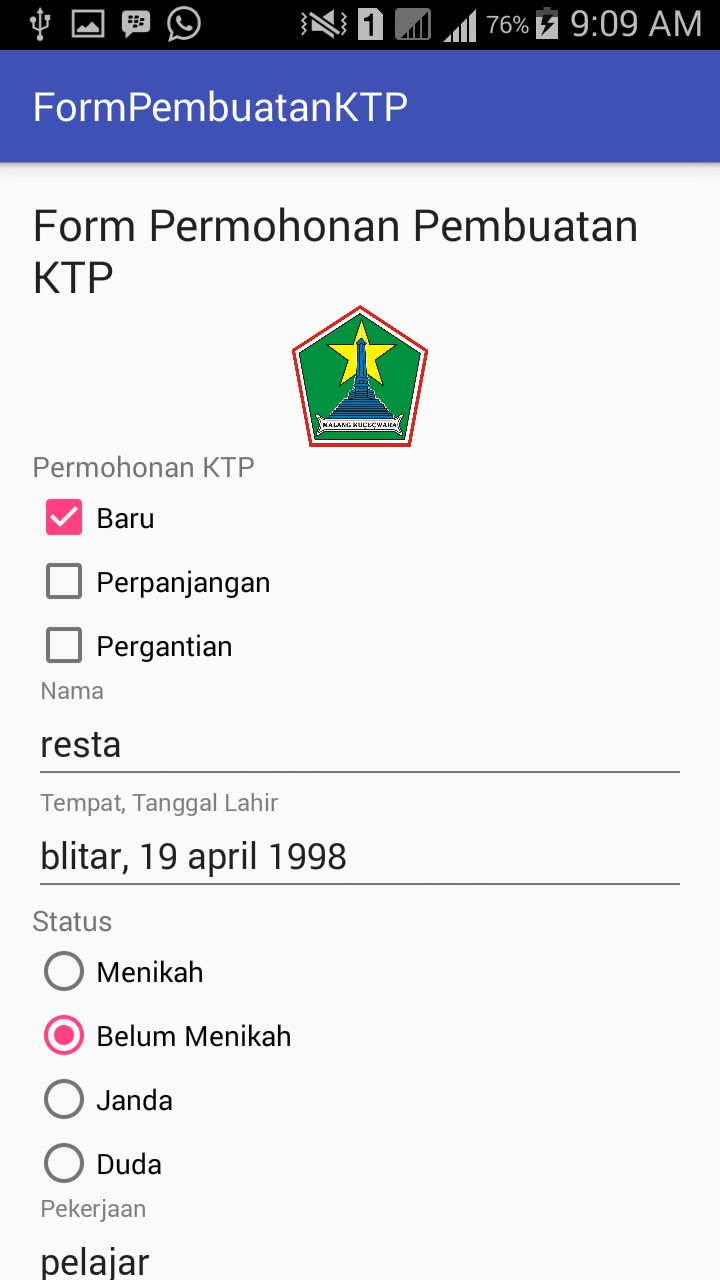 1
76%
9:09 AM
FormPembuatanKTP
Form Permohonan Pembuatan
KTP
MALANG KUÇEÇWARA
Permohonan KTP
Baru
Perpanjangan
Pergantian
Nama
resta
Tempat, Tanggal Lahir
blitar, 19 april 1998
Status
Menikah
Belum Menikah
Janda
Duda
Pekerjaan
pelajar